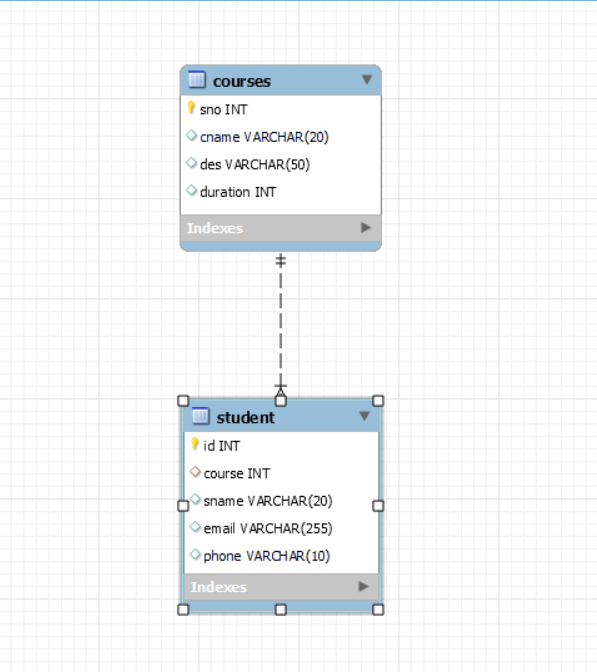 courses
sno INT
cname VARCHAR(20)
des VARCHAR(50)
duration INT
Indexes
student
id INT
course INT
sname VARCHAR(20)
email VARCHAR(255)
phone VARCHAR(10)
Indexes